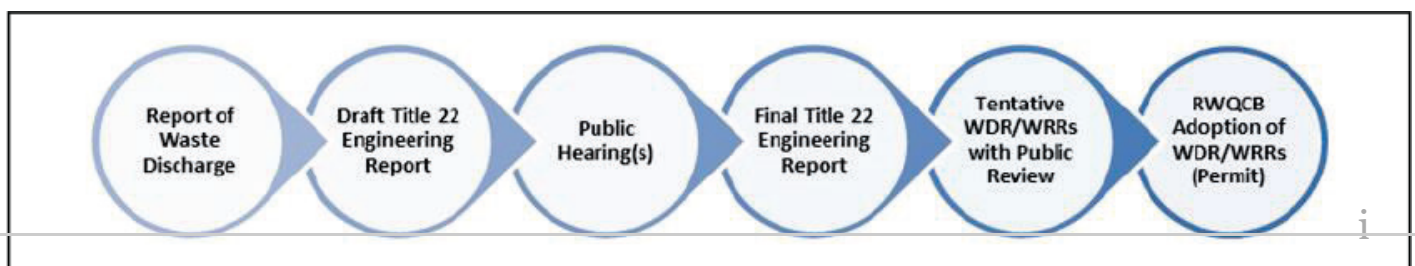 Report of
Waste
Discharge
Draft Title 22
Engineering
Report
Public
Hearing(s)
Final Title 22
Engineering
Report
Tentative
WDR/WRRs
with Public
Review
RWQCB
Adoption of
WDR/WRRs
(Permit)
i